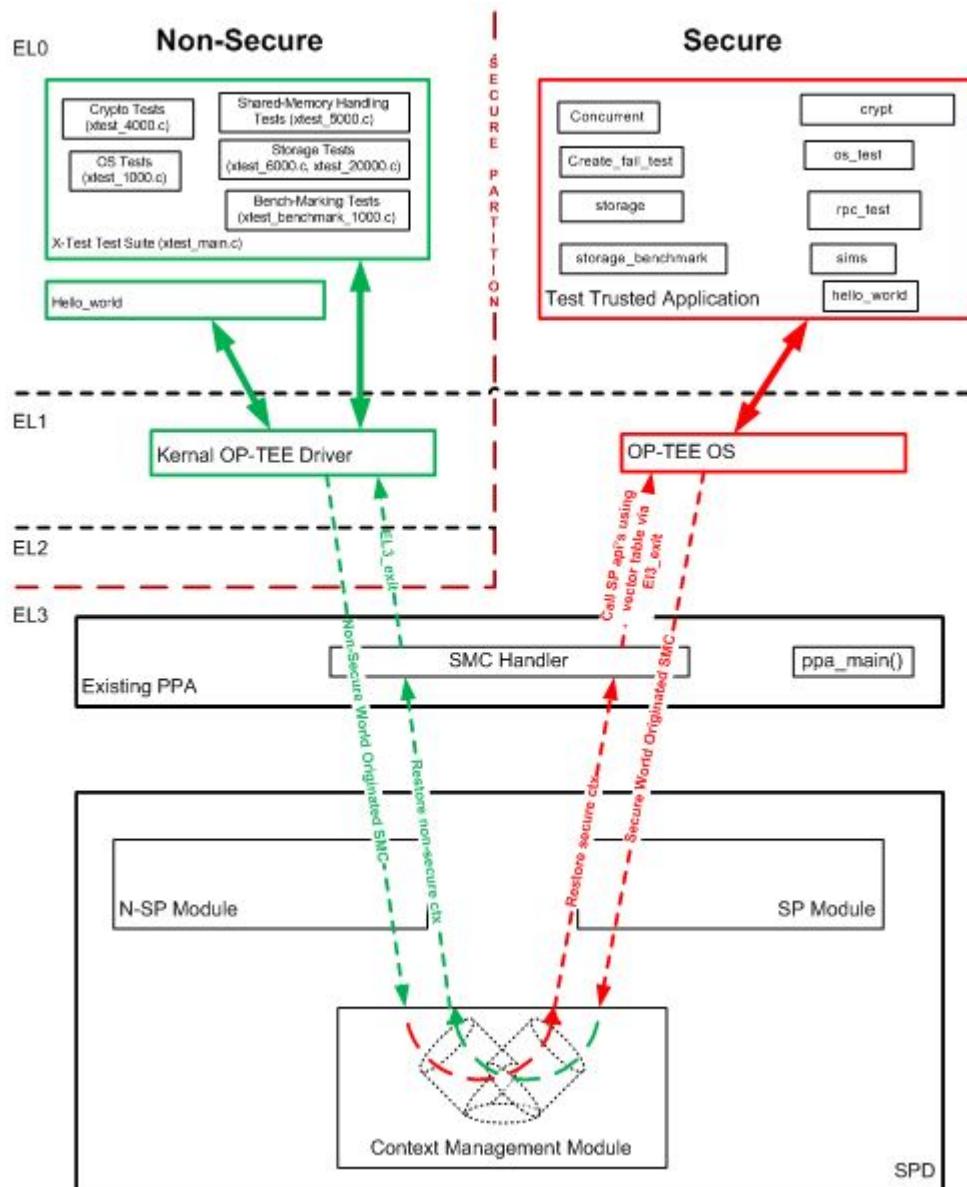 EL0
Non-Secure
Secure
SECURE PARTITION
Crypto Tests
(xtest_4000.c)
Shared-Memory Handling
Tests (xtest_5000.c)
OS Tests
(xtest_1000.c)
Storage Tests
(xtest_6000.c, xtest_20000.c)
Bench-Marking Tests
(xtest_benchmark_1000.c)
X-Test Test Suite (xtest_main.c)
Hello_world
Concurrent
crypt
Create_fail_test
os_test
storage
rpc_test
storage_benchmark
sims
Test Trusted Application
hello_world
EL1
Kernal OP-TEE Driver
OP-TEE OS
EL2
EL3_exit
Call SP api's using
vector table via
El3_exit
EL3
Non-Secure World Originated SMC
Secure World Originated SMC
SMC Handler
ppa_main()
Existing PPA
Restore non-secure ctx
Restore secure ctx
N-SP Module
SP Module
Context Management Module
SPD